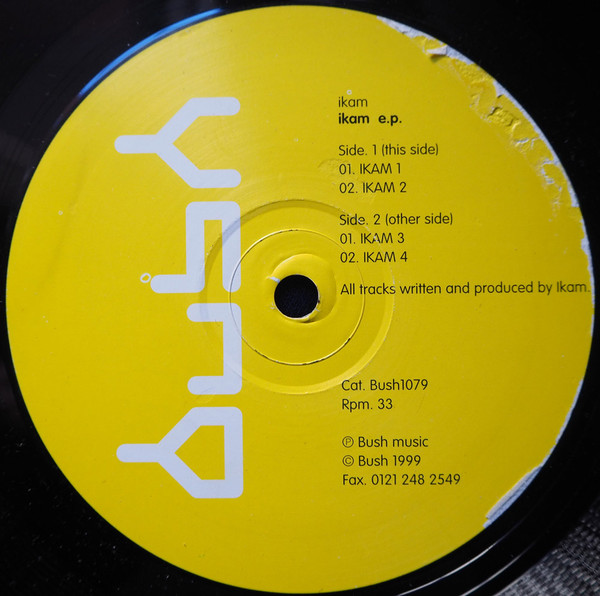 ikam
ikam e.p.
Side. 1 (this side)
01. IKAM 1
02. IKAM 2
Side. 2 (other side)
01. IKAM 3
02. IKAM 4
All tracks written and produced by Ikam.
Cat. Bush1079
Rpm. 33
℗ Bush music
© Bush 1999
Fax. 0121 248 2549